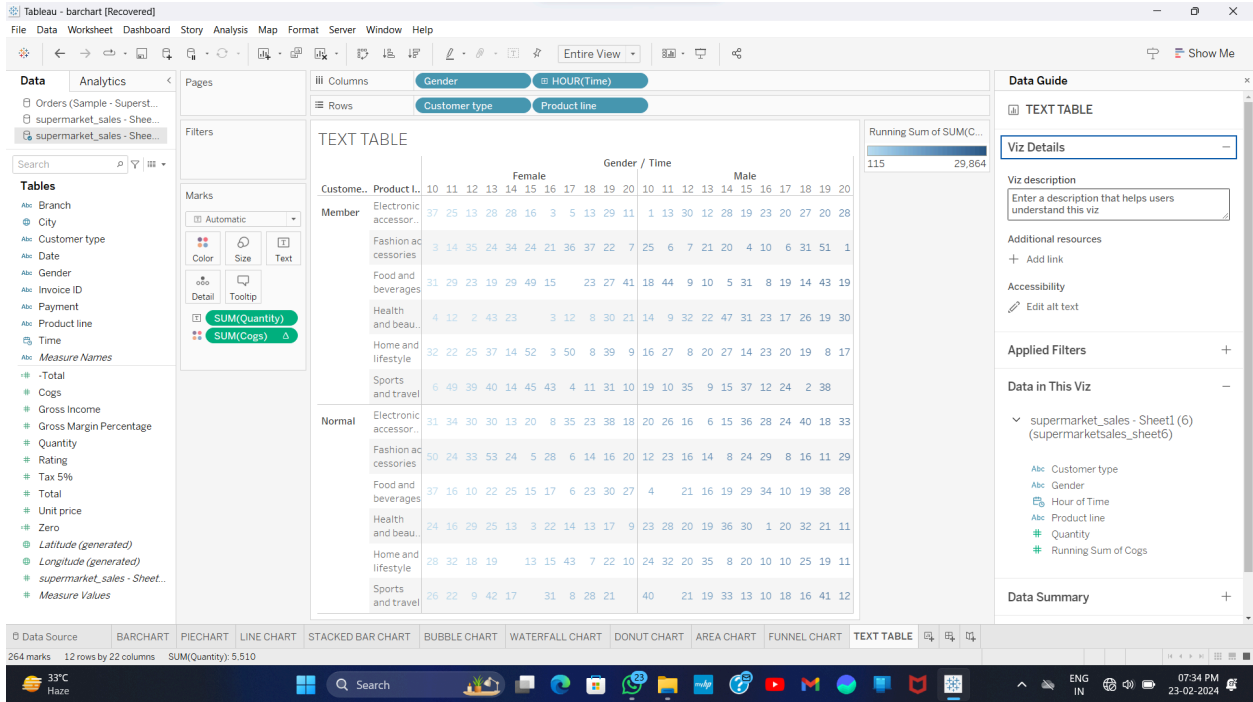 Tableau - barchart [Recovered]
File Data Worksheet Dashboard Story Analysis Map Format Server Window Help
Entire View
Show Me
Data Analytics
Orders (Sample - Superst...
supermarket_sales - Shee...
supermarket_sales - Shee...
Search
Tables
Abc Branch
City
Abc Customer type
Abc Date
Abc Gender
Abc Invoice ID
Abc Payment
Abc Product line
Time
Abc Measure Names
-Total
Cogs
Gross Income
Gross Margin Percentage
Quantity
Rating
Tax 5%
Total
Unit price
Zero
Latitude (generated)
Longitude (generated)
supermarket_sales - Sheet...
Measure Values
Pages
Filters
Marks
Automatic
Color Size Text
Detail Tooltip
SUM(Quantity)
SUM(Cogs) Δ
Columns Gender HOUR(Time)
Rows Customer type Product line
TEXT TABLE
Gender / Time
Female Male
Custome.. Product l.. 10 11 12 13 14 15 16 17 18 19 20 10 11 12 13 14 15 16 17 18 19 20
Member Electronic accessor.. 37 25 13 28 28 16 3 5 13 29 11 1 13 30 12 28 19 23 20 27 20 28
Fashion ac cessories 3 14 35 24 34 24 21 36 37 22 7 25 6 7 21 20 4 10 6 31 51 1
Food and beverages 31 29 23 19 29 49 15 23 27 41 18 44 9 10 5 31 8 19 14 43 19
Health and beau.. 4 12 2 43 23 3 12 8 30 21 14 9 32 22 47 31 23 17 26 19 30
Home and lifestyle 32 22 25 37 14 52 3 50 8 39 9 16 27 8 20 27 14 23 20 19 8 17
Sports and travel 6 49 39 40 14 45 43 4 11 31 10 19 10 35 9 15 37 12 24 2 38
Normal Electronic accessor.. 31 34 30 30 13 20 8 35 23 38 18 20 26 16 6 15 36 28 24 40 18 33
Fashion ac cessories 50 24 33 53 24 5 28 6 14 16 20 12 23 16 14 8 24 29 8 16 11 29
Food and beverages 37 16 10 22 25 15 17 6 23 30 27 4 21 16 19 29 34 10 19 38 28
Health and beau.. 24 16 29 25 13 3 22 14 13 17 9 23 28 20 19 36 30 1 20 32 21 11
Home and lifestyle 28 32 18 19 13 15 43 7 22 10 24 32 20 35 8 20 10 10 25 19 11
Sports and travel 26 22 9 42 17 31 8 28 21 40 21 19 33 13 10 18 16 41 12
Running Sum of SUM(C...
115 29,864
Data Guide
TEXT TABLE
Viz Details
Viz description
Enter a description that helps users
understand this viz
Additional resources
Add link
Accessibility
Edit alt text
Applied Filters
Data in This Viz
supermarket_sales - Sheet1 (6)
(supermarketsales_sheet6)
Abc Customer type
Abc Gender
Hour of Time
Abc Product line
Quantity
Running Sum of Cogs
Data Summary
Data Source BARCHART PIECHART LINE CHART STACKED BAR CHART BUBBLE CHART WATERFALL CHART DONUT CHART AREA CHART FUNNEL CHART TEXT TABLE
264 marks 12 rows by 22 columns SUM(Quantity): 5,510
33°C
Haze
Search
23
ENG
IN
07:34 PM
23-02-2024